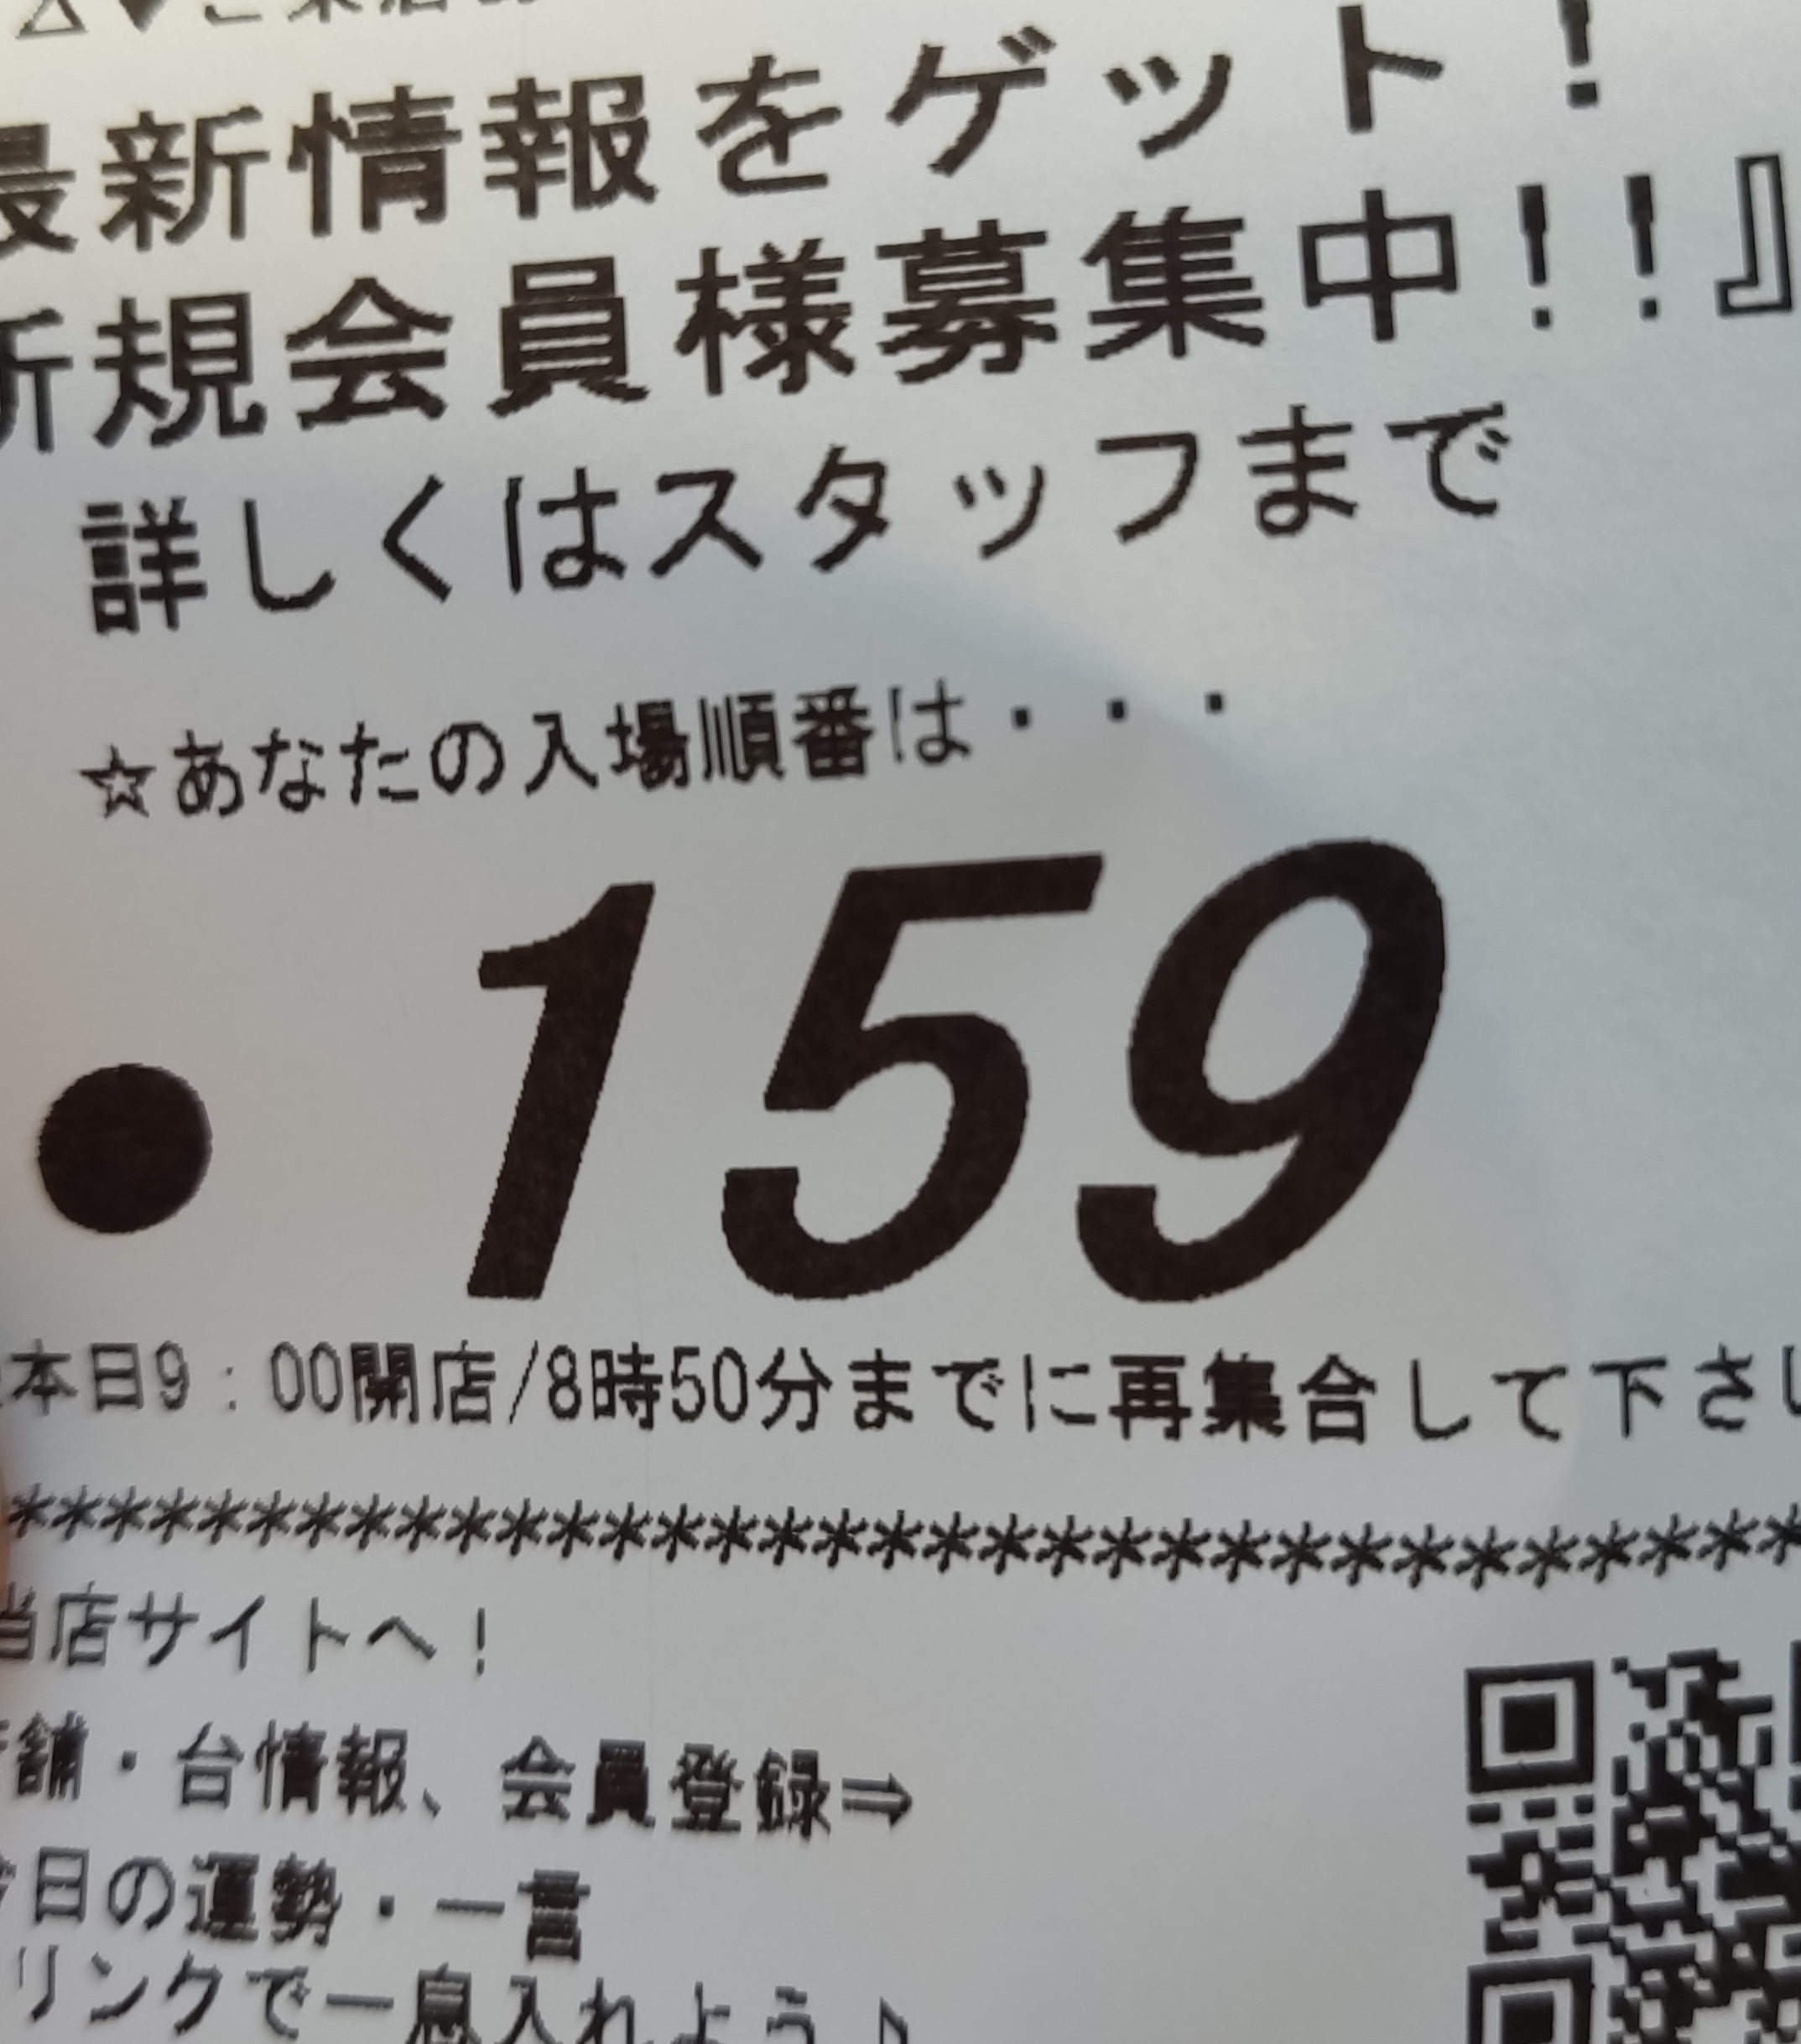 最新情報をゲット！
新規会員様募集中!!』
詳しくはスタッフまで
☆あなたの入場順番は・・・
● 159
本日9：00開店/8時50分までに再集合して下さい
******************************
当店サイトへ！
店舗・台情報、会員登録⇒
今日の運勢・一言
リンクで一息入れよう♪